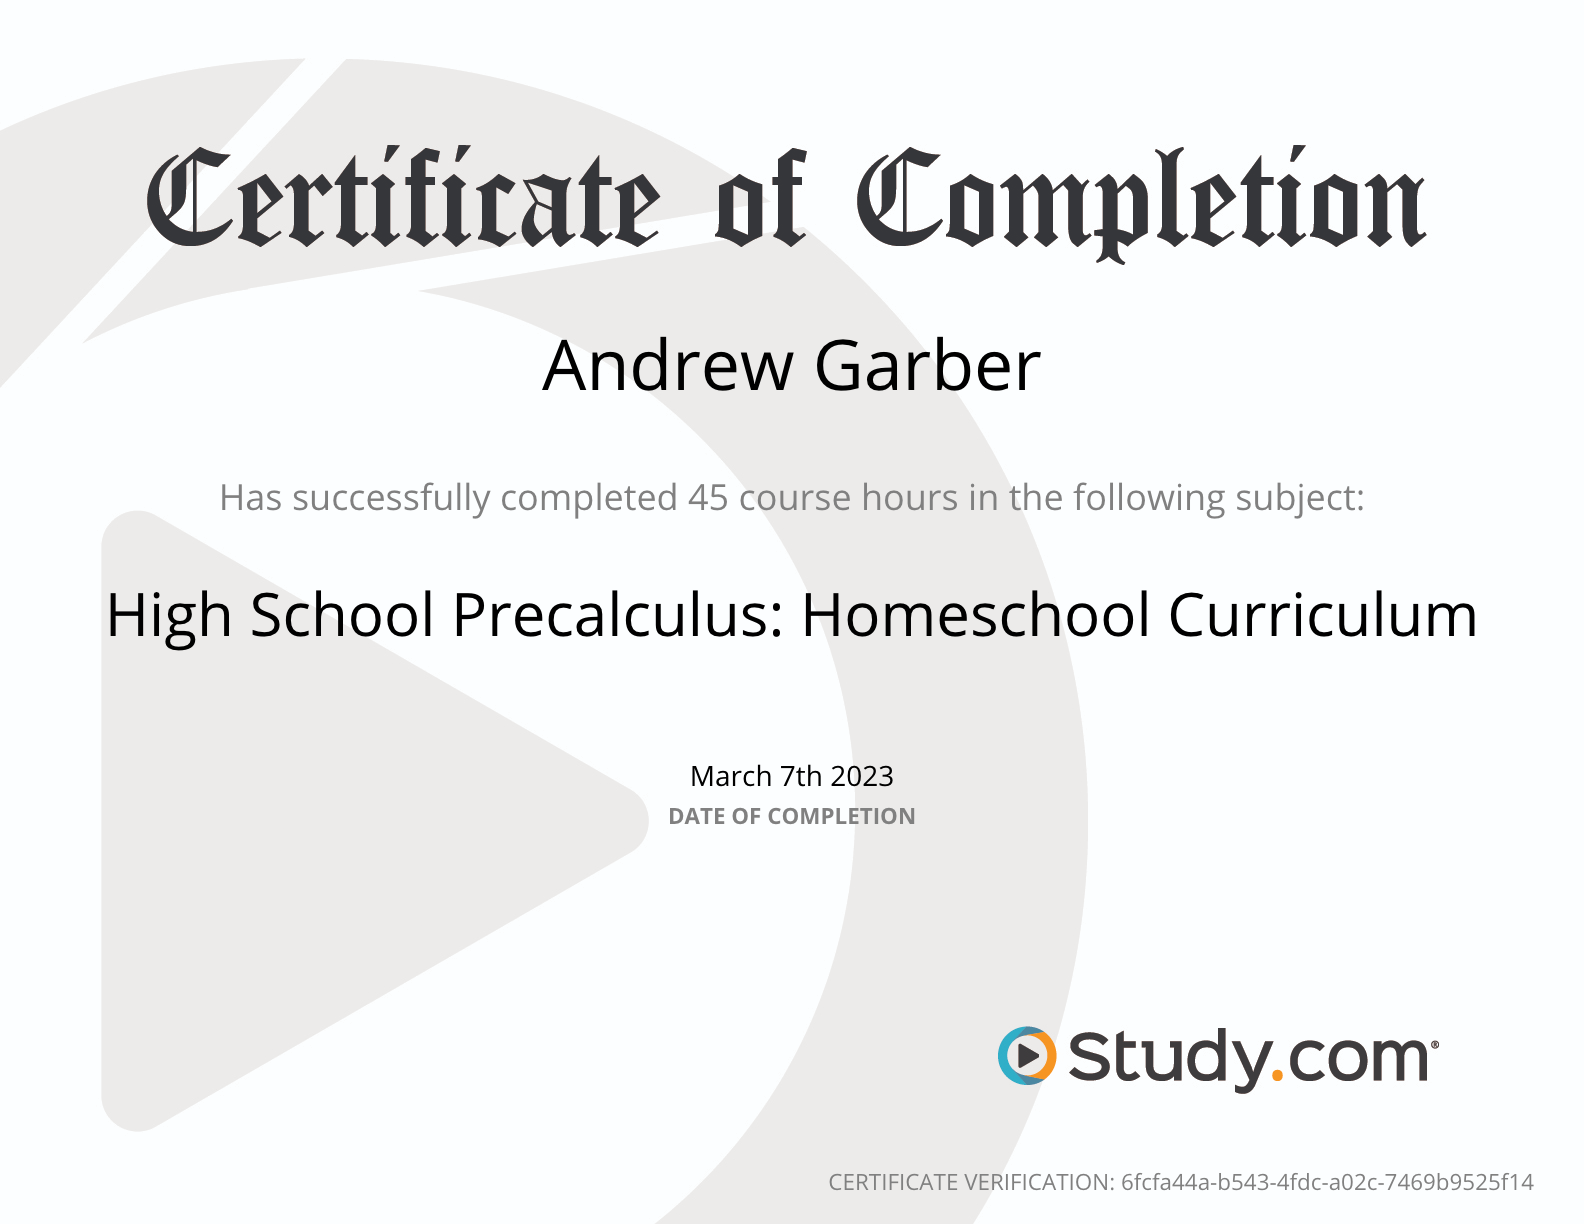 Certificate of Completion
Andrew Garber
Has successfully completed 45 course hours in the following subject:
High School Precalculus: Homeschool Curriculum
March 7th 2023
DATE OF COMPLETION
Study.com®
CERTIFICATE VERIFICATION: 6fcfa44a-b543-4fdc-a02c-7469b9525f14